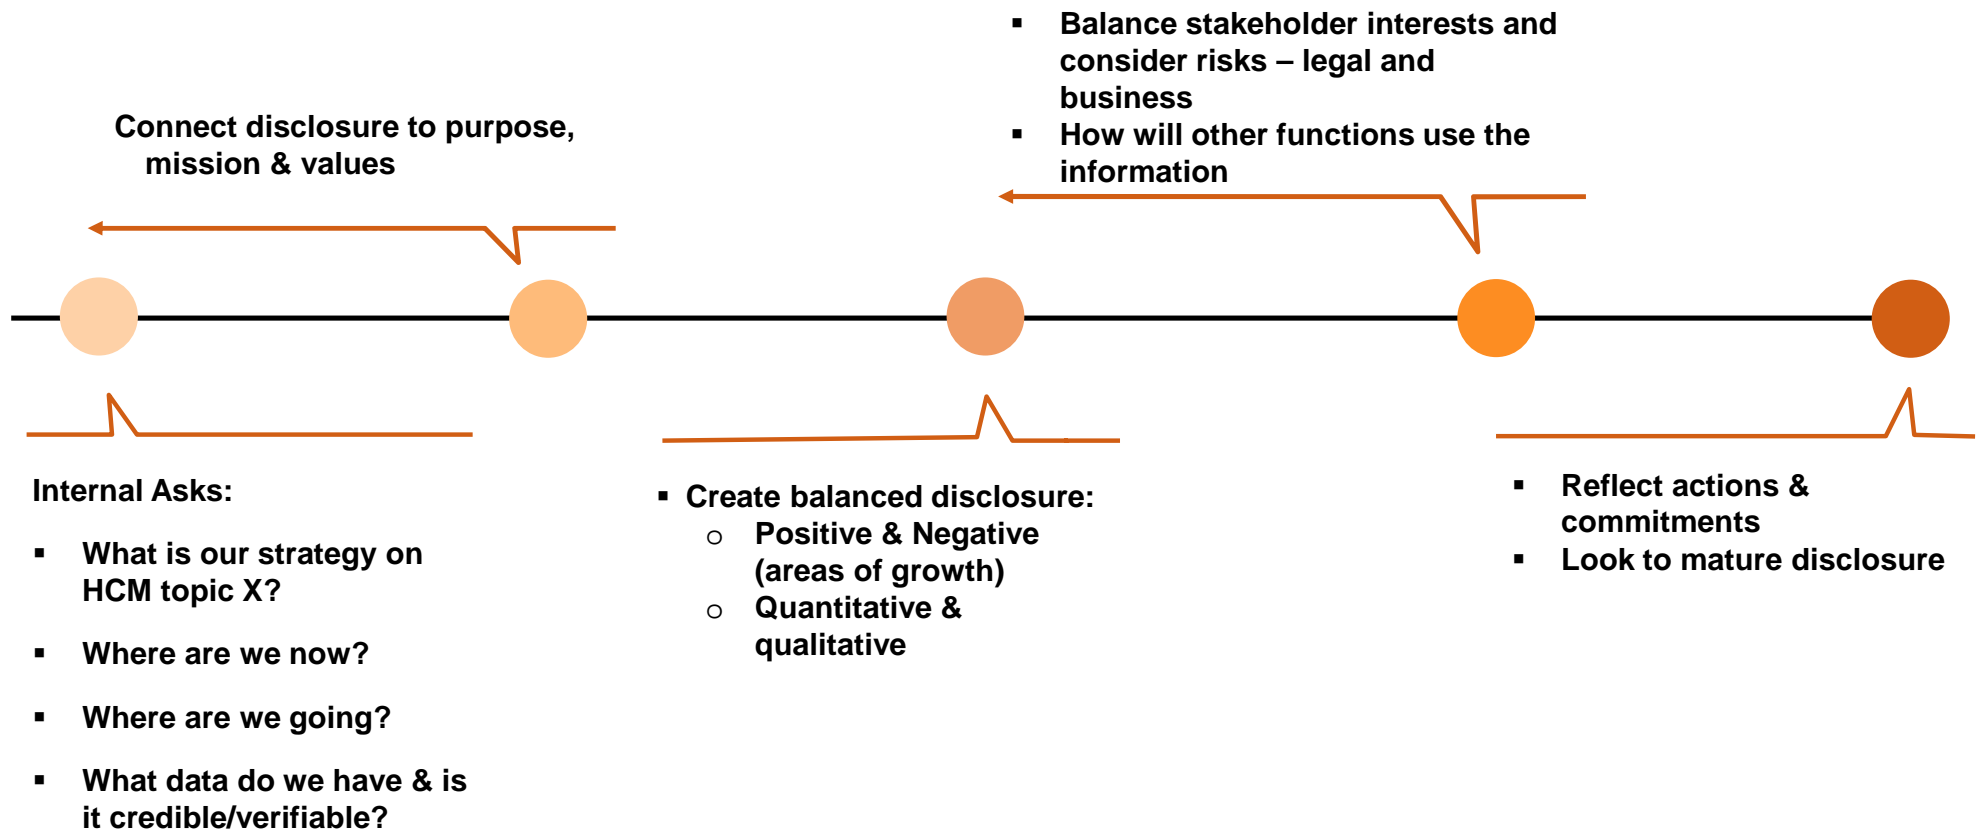 ▪ Balance stakeholder interests and
consider risks – legal and
business
▪ How will other functions use the
information
Connect disclosure to purpose,
mission & values
Internal Asks:
▪ What is our strategy on
HCM topic X?
▪ Where are we now?
▪ Where are we going?
▪ What data do we have & is
it credible/verifiable?
▪ Create balanced disclosure:
o Positive & Negative
(areas of growth)
o Quantitative &
qualitative
▪ Reflect actions &
commitments
▪ Look to mature disclosure